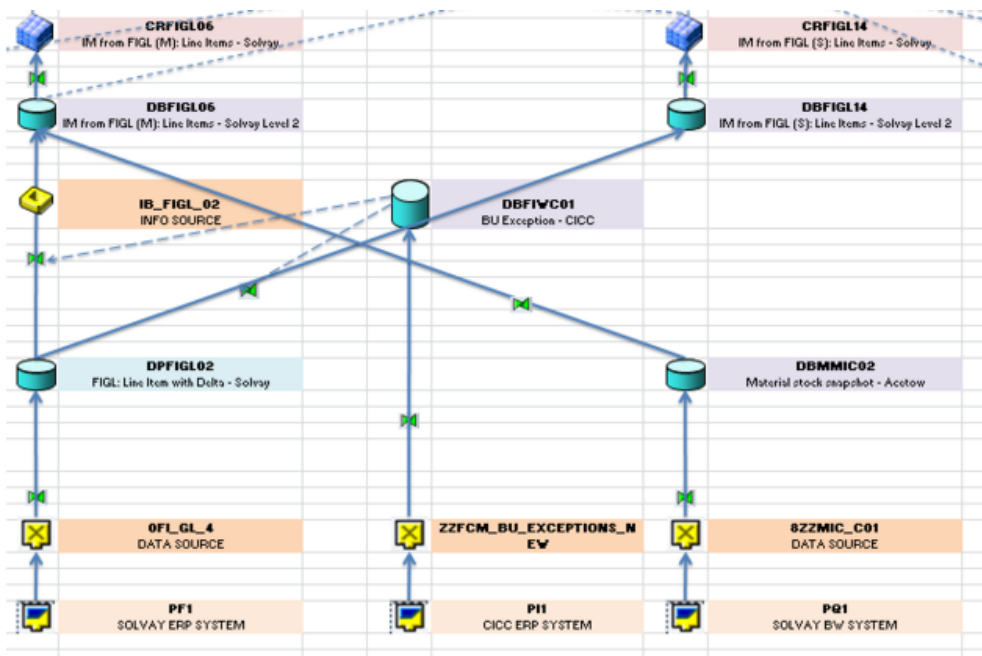 CRFIGL06
IM from FIGL (M): Line Items - Solvay
CRFIGL14
IM from FIGL (S): Line Items - Solvay
DBFIGL06
IM from FIGL (M): Line Items - Solvay Level 2
DBFIGL14
IM from FIGL (S): Line Items - Solvay Level 2
IB_FIGL_02
INFO SOURCE
DBFIWC01
BU Exception - CICC
DPFIGL02
FIGL: Line Item with Delta - Solvay
DBMMIC02
Material stock snapshot - Acetow
0FI_GL_4
DATA SOURCE
ZZFCM_BU_EXCEPTIONS_N
EW
8ZZMIC_C01
DATA SOURCE
PF1
SOLVAY ERP SYSTEM
PI1
CICC ERP SYSTEM
PQ1
SOLVAY BW SYSTEM